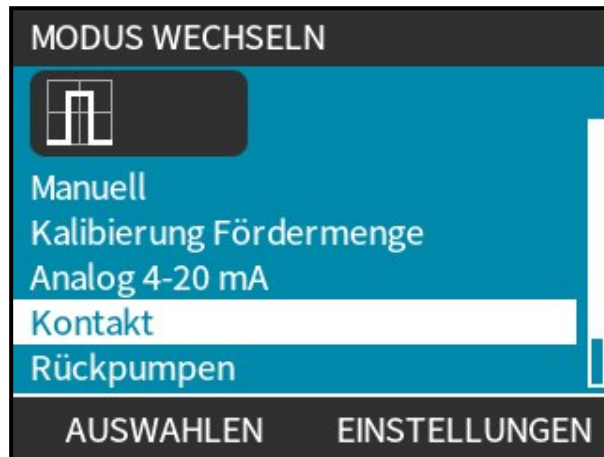 MODUS WECHSELN
Manuell
Kalibierung Fördermenge
Analog 4-20 mA
Kontakt
Rückpumpen
AUSWAHLEN EINSTELLUNGEN